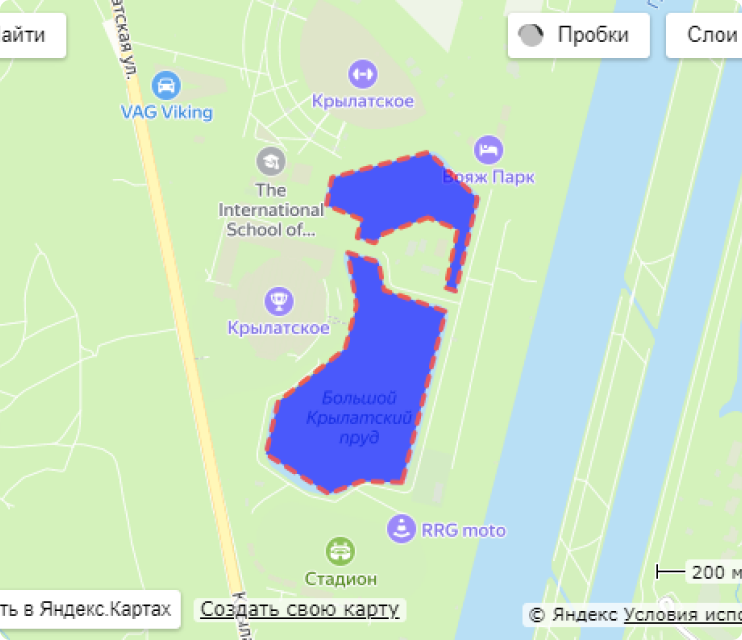 айти
Пробки
Слои
атская ул.
Крылатское
VAG Viking
Вояж Парк
The
International
School of...
Крылатское
Большой
Крылатский
пруд
RRG moto
Стадион
200 м
ть в Яндекс.Картах
Создать свою карту
Крыла
© Яндекс Условия испо